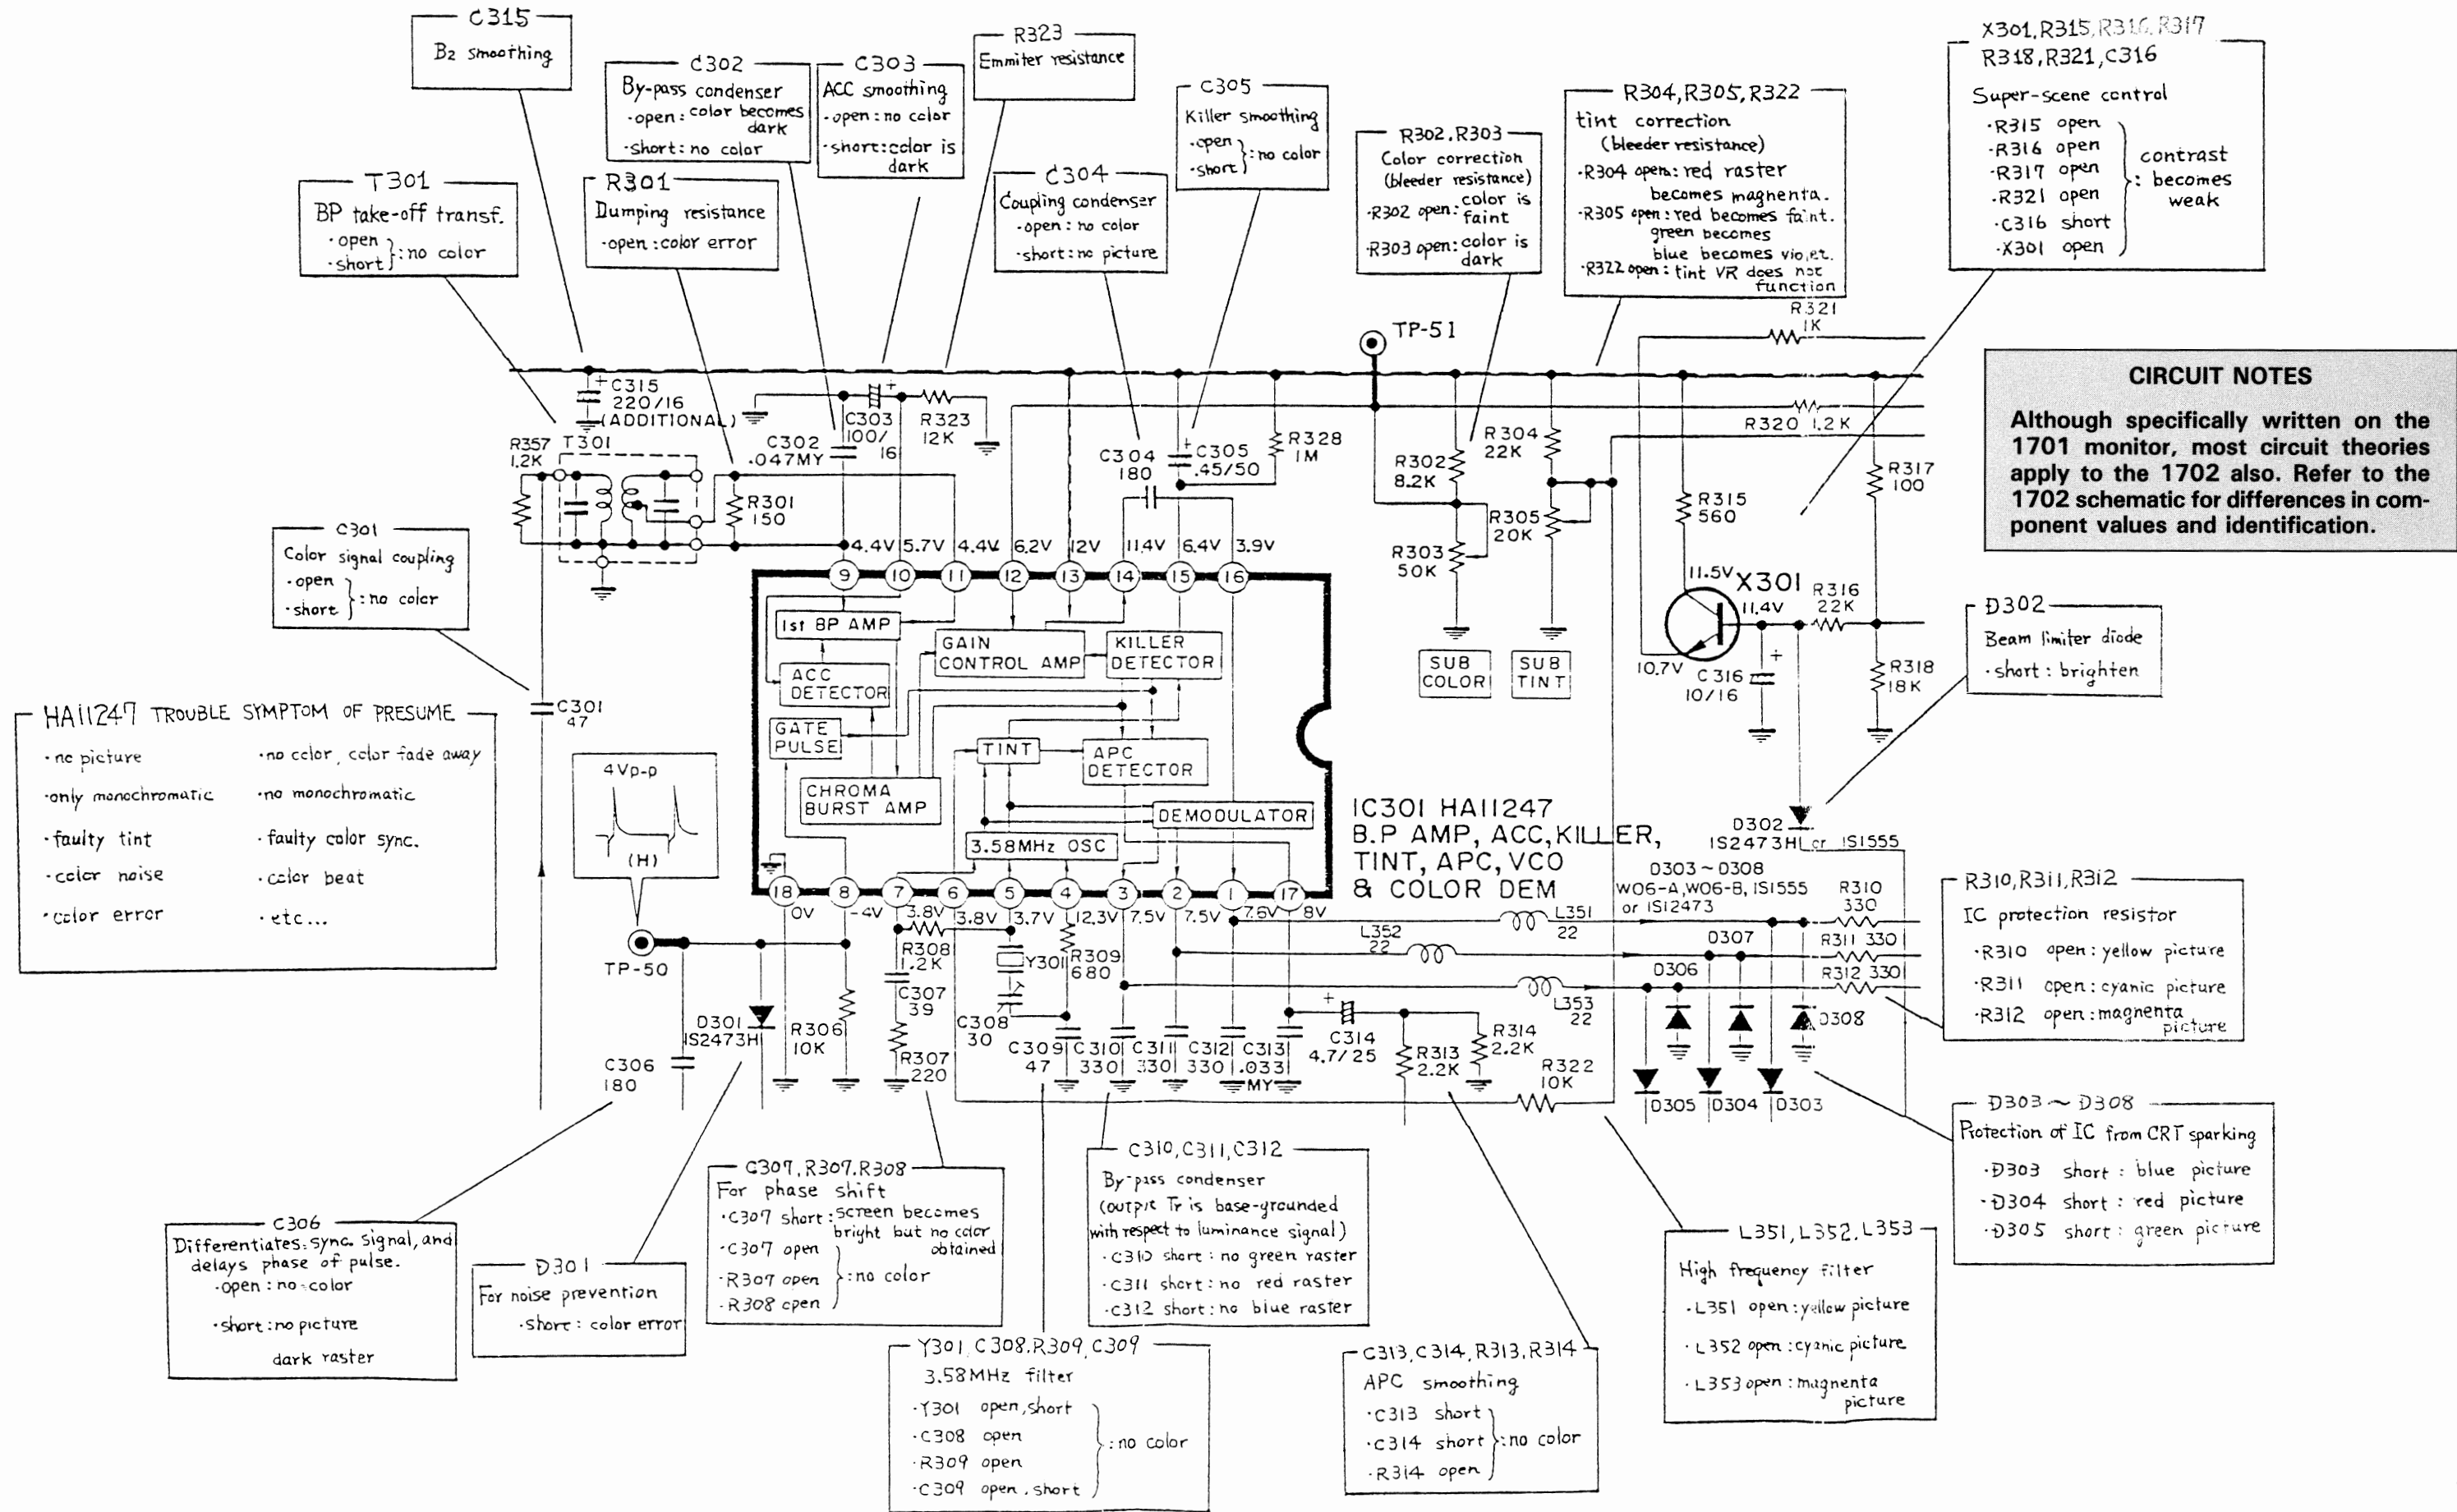 C315
B2 smoothing
C302
By-pass condenser
·open: color becomes
dark
·short: no color
C303
ACC smoothing
·open: no color
·short: color is
dark
R323
Emmiter resistance
C305
Killer smoothing
·open
·short
: no color
R302. R303
Color correction
(bleeder resistance)
·R302 open: color is
faint
·R303 open: color is
dark
R304, R305, R322
tint correction
(bleeder resistance)
·R304 open: red raster
becomes magnenta.
·R305 open: red becomes faint.
green becomes
blue becomes violet.
·R322 open: tint VR does not
function
X301, R315, R316, R317
R318, R321, C316
Super-scene control
·R315 open
·R316 open
·R317 open
·R321 open
·C316 short
·X301 open
contrast
: becomes
weak
T301
BP take-off transf.
·open
·short
: no color
R301
Dumping resistance
·open: color error
C304
Coupling condenser
·open: no color
·short: no picture
CIRCUIT NOTES
Although specifically written on the
1701 monitor, most circuit theories
apply to the 1702 also. Refer to the
1702 schematic for differences in com-
ponent values and identification.
R321
1K
TP-51
C315
220/16
(ADDITIONAL)
C303
100/
16
R323
12K
R320 1.2K
R357
1.2K
T301
C302
.047MY
R301
150
C304
180
C305
.45/50
R328
1M
R302
8.2K
R304
22K
R303
50K
R305
20K
R315
560
R317
100
C301
Color signal coupling
·open
·short
: no color
4.4V 5.7V 4.4V 6.2V 12V 11.4V 6.4V 3.9V
9 10 11 12 13 14 15 16
11.5V
X301
11.4V
R316
22K
10.7V
C316
10/16
R318
18K
SUB
COLOR
SUB
TINT
D302
Beam limiter diode
·short: brighten
1st BP AMP
GAIN
CONTROL AMP
KILLER
DETECTOR
ACC
DETECTOR
GATE
PULSE
TINT
APC
DETECTOR
CHROMA
BURST AMP
DEMODULATOR
3.58MHz OSC
HA11247 TROUBLE SYMPTOM OF PRESUME
·no picture
·no color, color fade away
·only monochromatic
·no monochromatic
·faulty tint
·faulty color sync.
·color noise
·color beat
·color error
·etc...
C301
47
4Vp-p
(H)
IC301 HA11247
B.P AMP, ACC, KILLER,
TINT, APC, VCO
& COLOR DEM
D302
IS2473H or IS1555
D303~D308
W06-A, W06-B, IS1555
or IS12473
18 8 7 6 5 4 3 2 1 17
0V -4V 3.8V 3.8V 3.7V 12.3V 7.5V 7.5V 7.6V 8V
L351
22
R310
330
L352
22
D307
R311 330
D306
R312 330
L353
22
D308
TP-50
R308
1.2K
Y301
R309
680
C307
39
C308
30
D301
IS2473H
R306
10K
R307
220
C306
180
C309
47
C310
330
C311
330
C312
330
C313
.033
MY
C314
4.7/25
R313
2.2K
R314
2.2K
R322
10K
D305
D304
D303
R310, R311, R312
IC protection resistor
·R310 open: yellow picture
·R311 open: cyanic picture
·R312 open: magnenta
picture
D303 ~ D308
Protection of IC from CRT sparking
·D303 short: blue picture
·D304 short: red picture
·D305 short: green picture
C306
Differentiates sync. signal, and
delays phase of pulse.
·open: no color
·short: no picture
dark raster
D301
For noise prevention
·short: color error
C307, R307. R308
For phase shift
·C307 short: screen becomes
bright but no color
obtained
·C307 open
·R307 open
·R308 open
: no color
C310, C311, C312
By-pass condenser
(output Tr is base-grounded
with respect to luminance signal)
·C310 short: no green raster
·C311 short: no red raster
·C312 short: no blue raster
L351, L352, L353
High frequency filter
·L351 open: yellow picture
·L352 open: cyanic picture
·L353 open: magnenta
picture
Y301, C308. R309, C309
3.58MHz filter
·Y301 open, short
·C308 open
·R309 open
·C309 open, short
: no color
C313, C314, R313, R314
APC smoothing
·C313 short
·C314 short
·R314 open
: no color